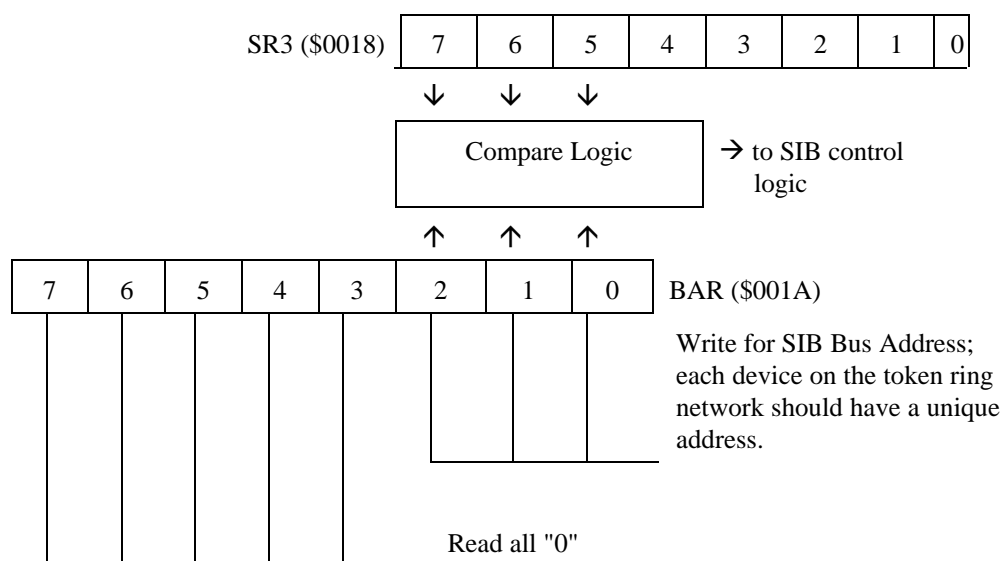 SR3 ($0018) 7 6 5 4 3 2 1 0
Compare Logic
→ to SIB control
logic
7 6 5 4 3 2 1 0 BAR ($001A)
Write for SIB Bus Address;
each device on the token ring
network should have a unique
address.
Read all "0"